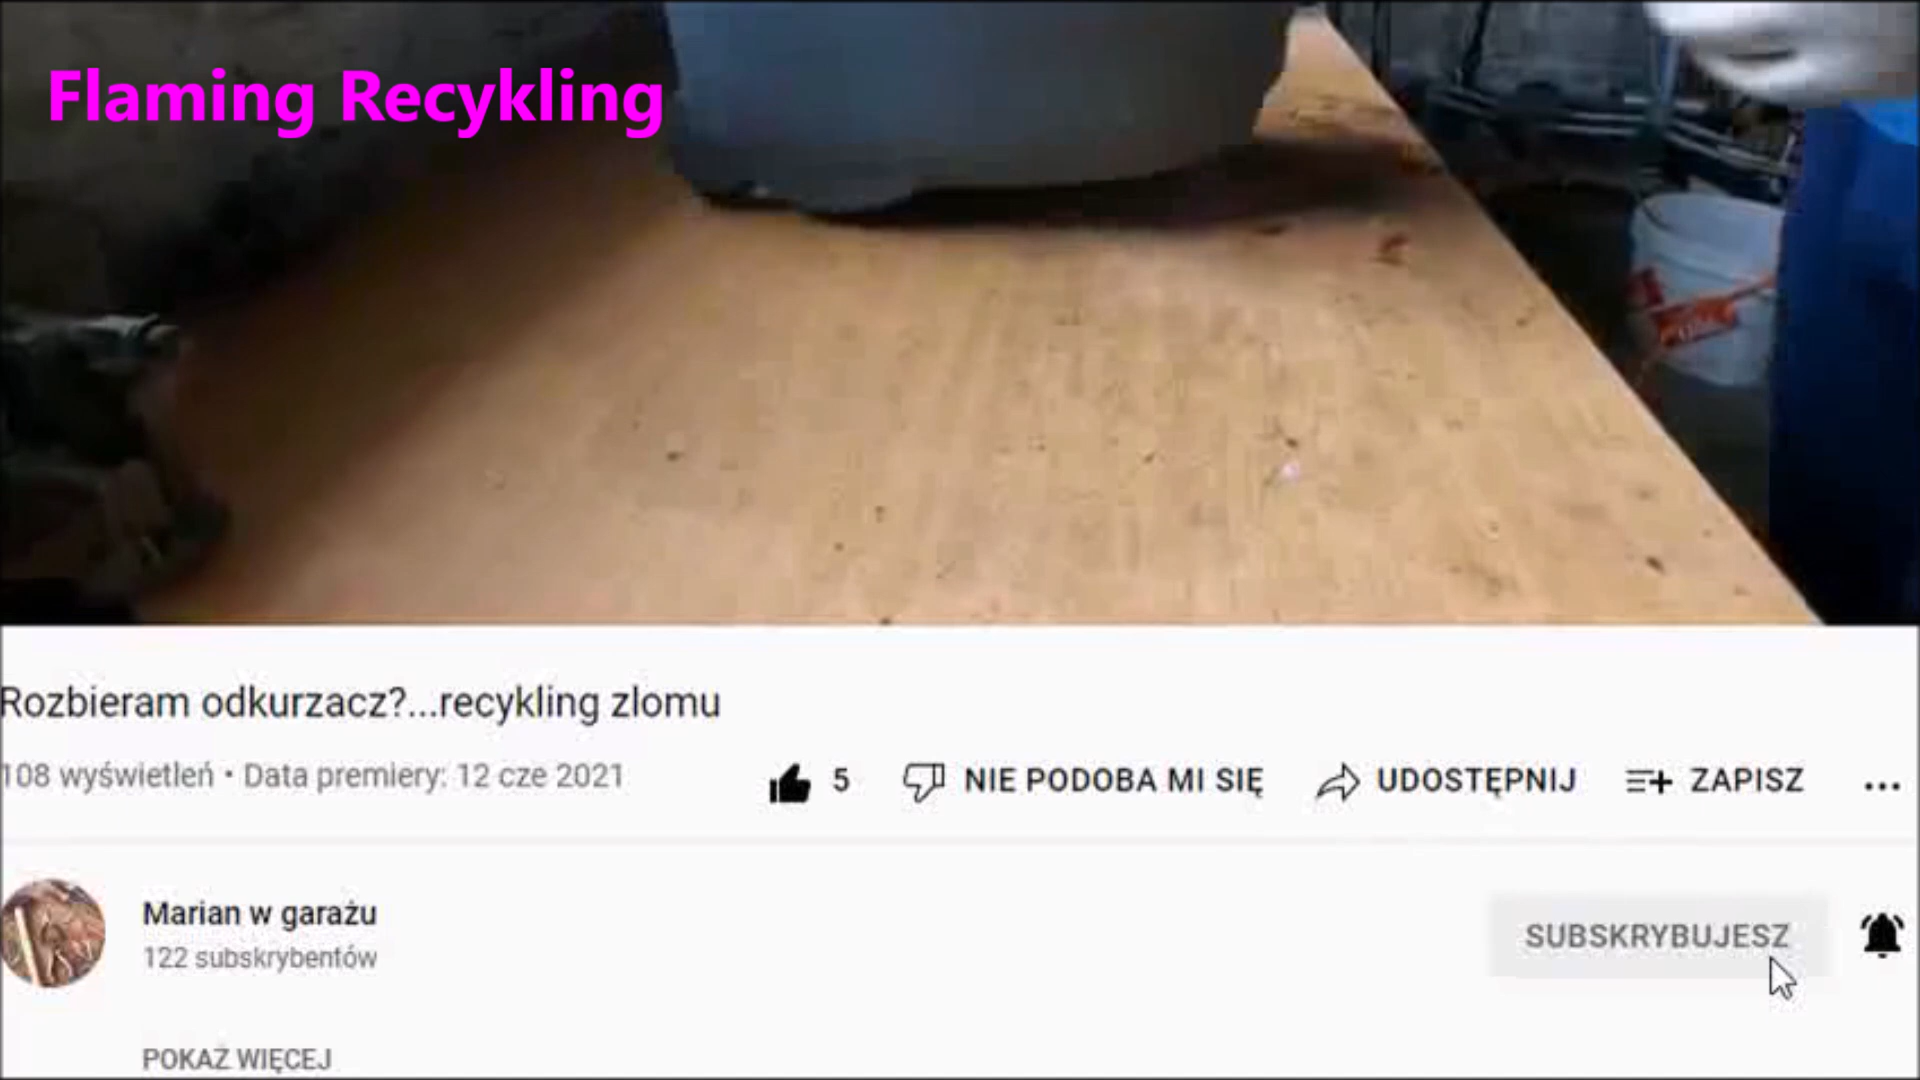 Flaming Recykling
Rozbieram odkurzacz?...recykling zlomu
108 wyświetleń • Data premiery: 12 cze 2021
5 NIE PODOBA MI SIĘ UDOSTĘPNIJ ZAPISZ ...
Marian w garażu
122 subskrybentów
SUBSKRYBUJESZ
POKAŻ WIĘCEJ